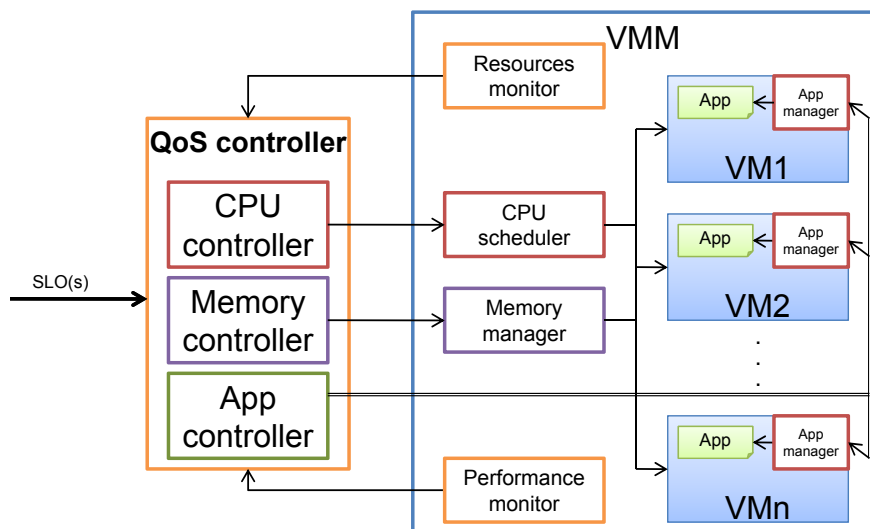 VMM
Resources
monitor
App
App
manager
VM1
QoS controller
CPU
controller
CPU
scheduler
App
App
manager
VM2
SLO(s)
Memory
controller
Memory
manager
.
.
.
App
controller
App
App
manager
VMn
Performance
monitor